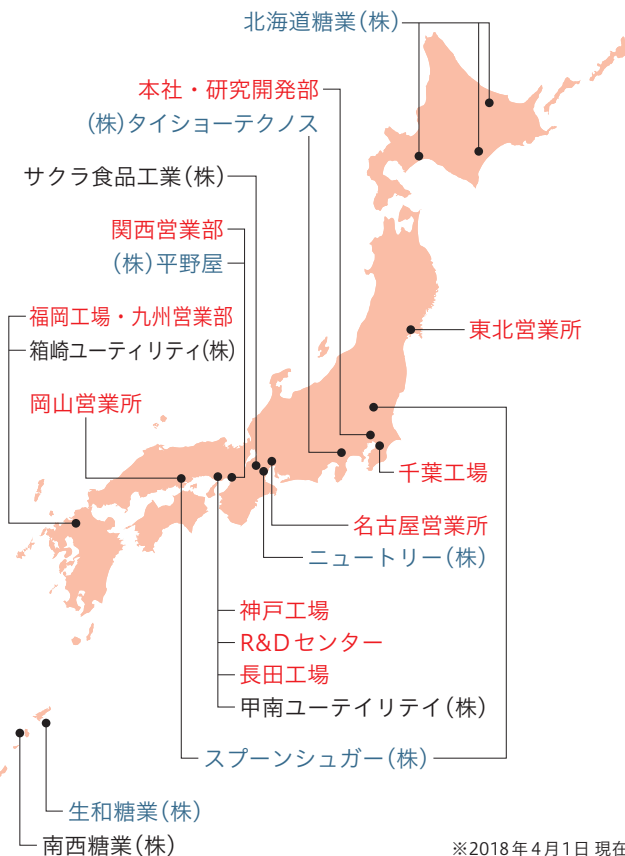 北海道糖業(株)
本社・研究開発部
(株)タイショーテクノス
サクラ食品工業(株)
関西営業部
(株)平野屋
福岡工場・九州営業部
箱崎ユーティリティ(株)
岡山営業所
東北営業所
千葉工場
名古屋営業所
ニュートリー(株)
神戸工場
R&Dセンター
長田工場
甲南ユーテイリテイ(株)
スプーンシュガー(株)
生和糖業(株)
南西糖業(株)
※2018年4月1日 現在